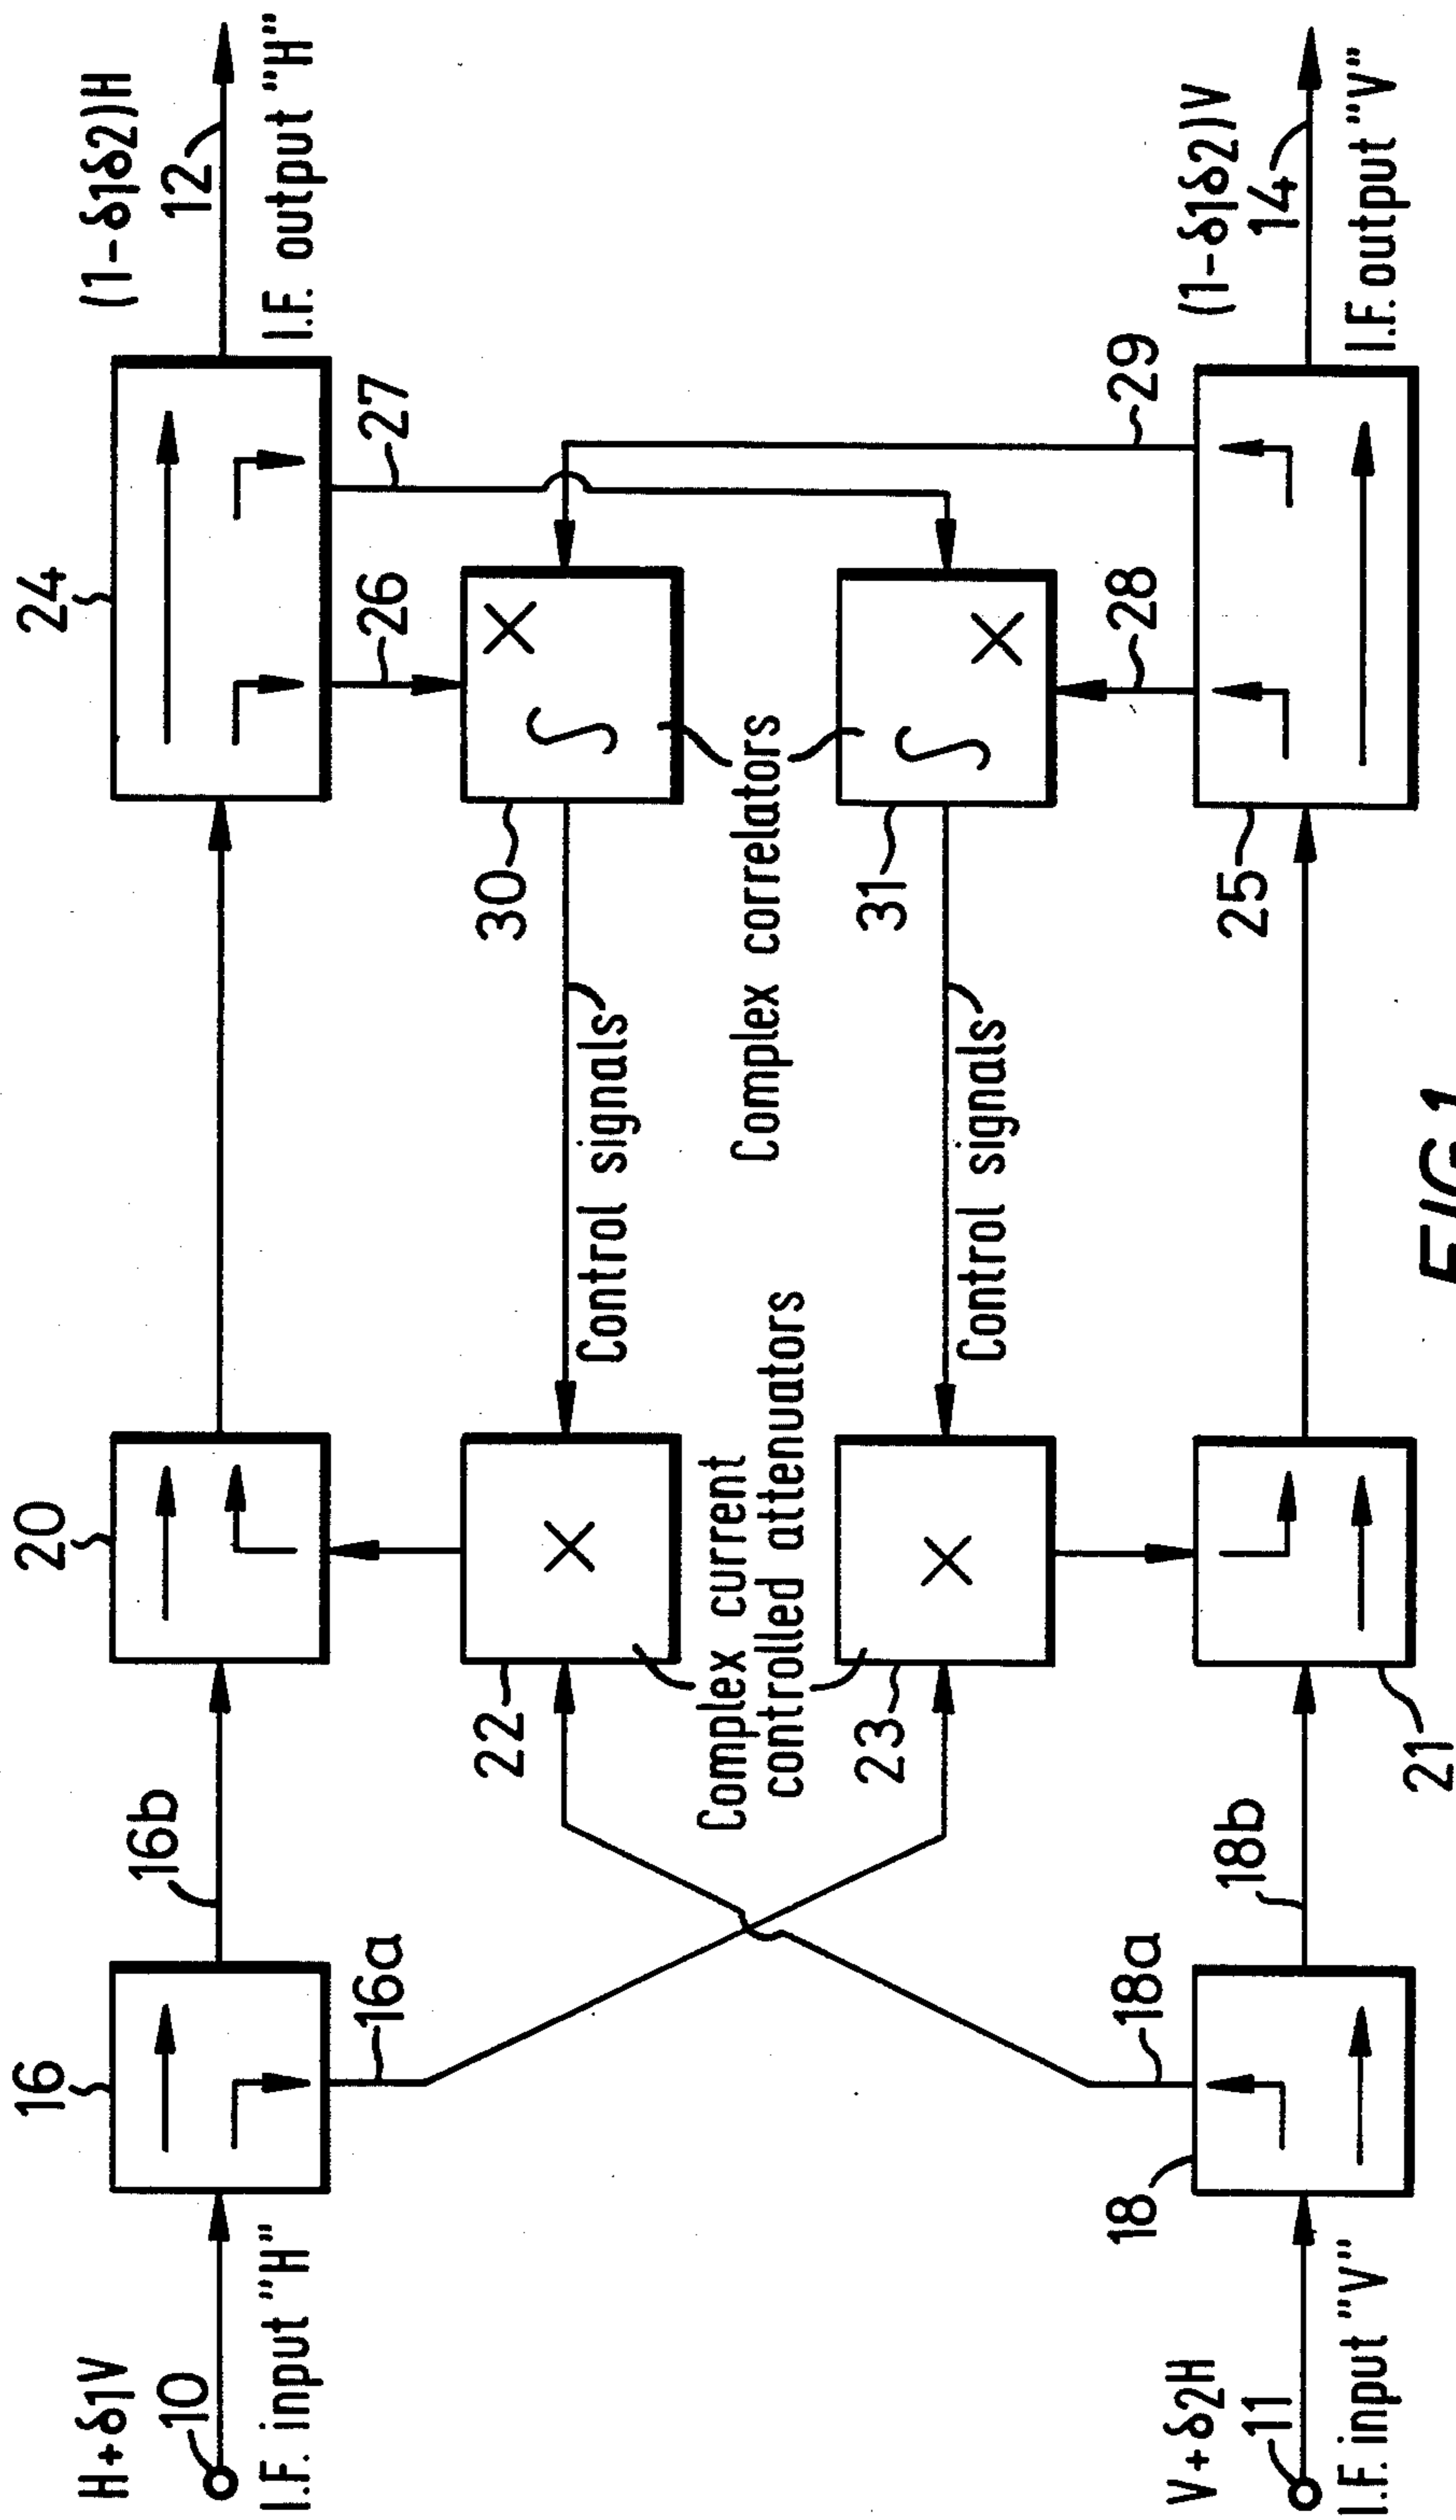 H+δ1V
10
I.F. input "H"
16
16a
16b
20
22
Complex current
controlled attenuators
23
Control signals
Control signals
24
26
27
30
Complex correlators
31
28
29
(1-δ1δ2)H
12
I.F. output "H"
V+δ2H
11
I.F. input "V"
18
18a
18b
21
25
(1-δ1δ2)V
14
I.F. output "V"
FIG. 1